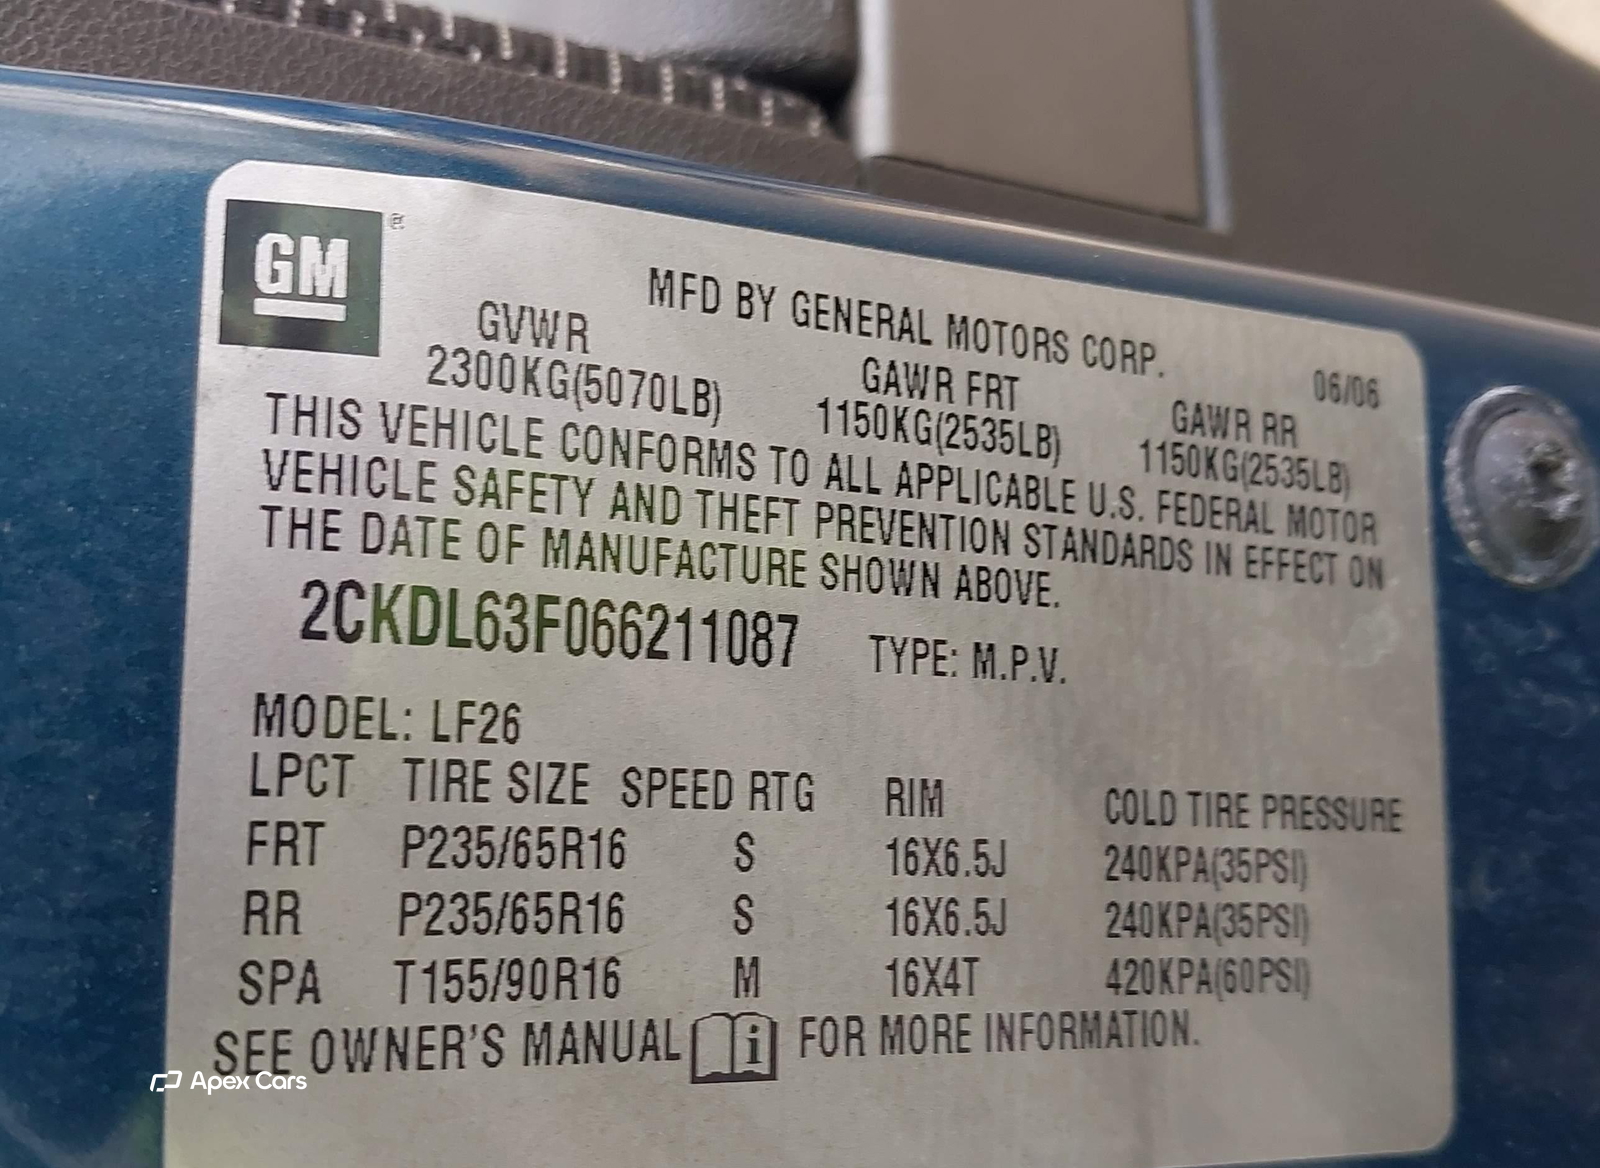 GM ®
MFD BY GENERAL MOTORS CORP.
06/06
GVWR GAWR FRT GAWR RR
2300KG(5070LB) 1150KG(2535LB) 1150KG(2535LB)
THIS VEHICLE CONFORMS TO ALL APPLICABLE U.S. FEDERAL MOTOR
VEHICLE SAFETY AND THEFT PREVENTION STANDARDS IN EFFECT ON
THE DATE OF MANUFACTURE SHOWN ABOVE.
2CKDL63F066211087 TYPE: M.P.V.
MODEL: LF26
LPCT TIRE SIZE SPEED RTG RIM COLD TIRE PRESSURE
FRT P235/65R16 S 16X6.5J 240KPA(35PSI)
RR P235/65R16 S 16X6.5J 240KPA(35PSI)
SPA T155/90R16 M 16X4T 420KPA(60PSI)
SEE OWNER'S MANUAL i FOR MORE INFORMATION.
Apex Cars